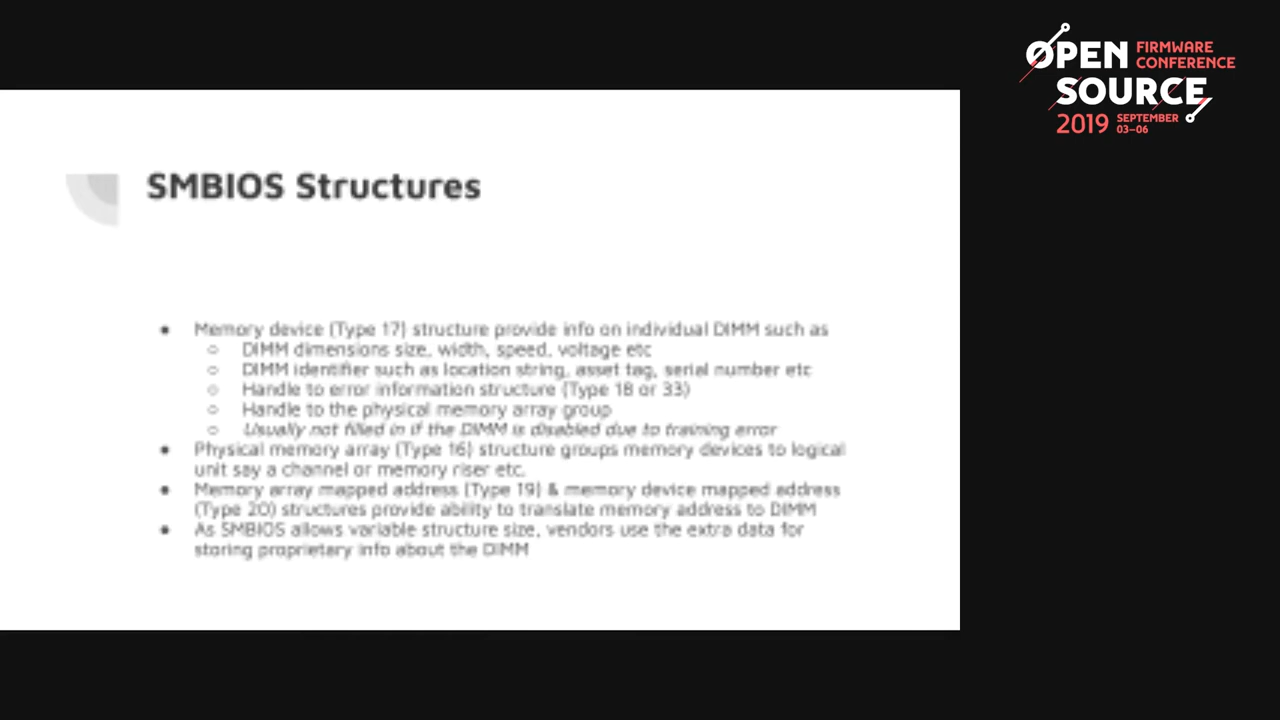 OPEN FIRMWARE
CONFERENCE
SOURCE
2019 SEPTEMBER
03–06
SMBIOS Structures
● Memory device (Type 17) structure provide info on individual DIMM such as
○ DIMM dimensions size, width, speed, voltage etc
○ DIMM identifier such as location string, asset tag, serial number etc
○ Handle to error information structure (Type 18 or 33)
○ Handle to the physical memory array group
○ Usually not filled in if the DIMM is disabled due to training error
● Physical memory array (Type 16) structure groups memory devices to logical
unit say a channel or memory riser etc.
● Memory array mapped address (Type 19) & memory device mapped address
(Type 20) structures provide ability to translate memory address to DIMM
● As SMBIOS allows variable structure size, vendors use the extra data for
storing proprietary info about the DIMM